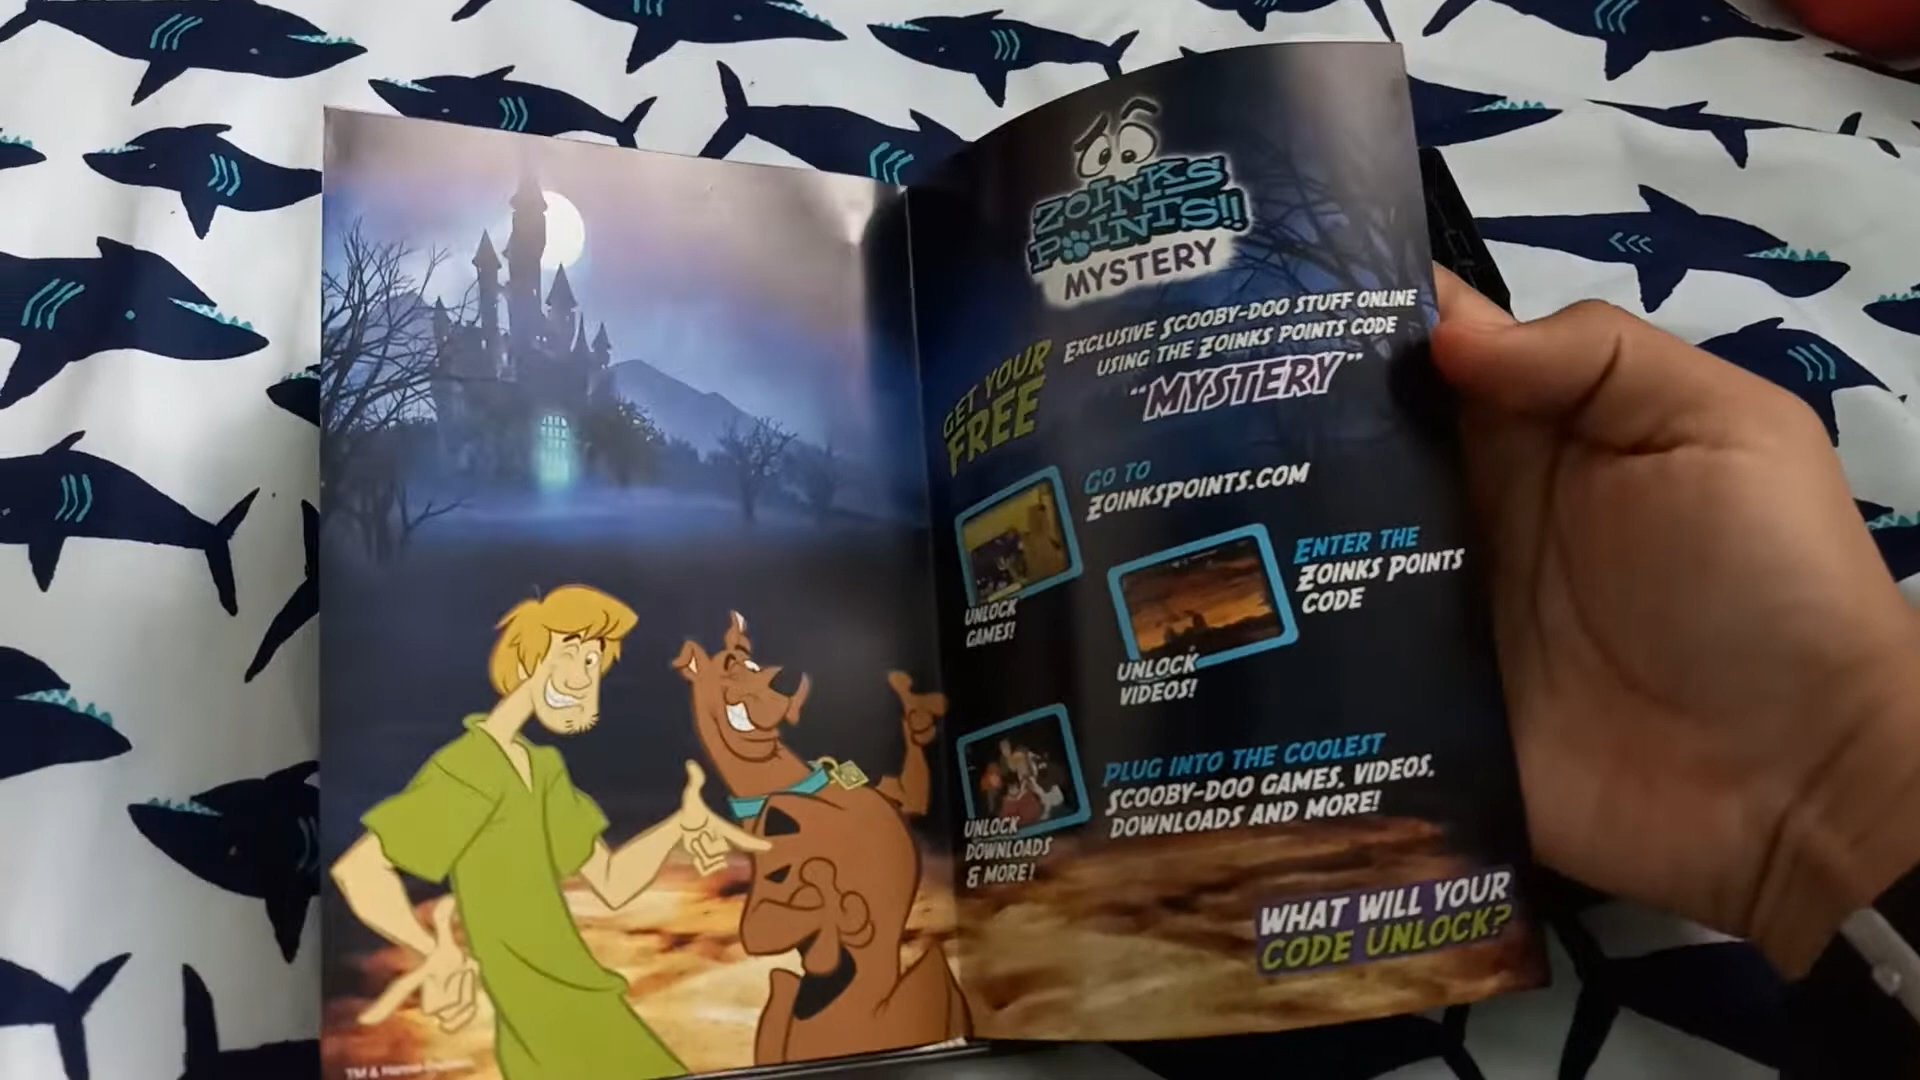 ZOINKS
POINTS!!
MYSTERY
GET YOUR
FREE
EXCLUSIVE SCOOBY-DOO STUFF ONLINE
USING THE ZOINKS POINTS CODE
"MYSTERY"
GO TO
ZOINKSPOINTS.COM
UNLOCK
GAMES!
ENTER THE
ZOINKS POINTS
CODE
UNLOCK
VIDEOS!
PLUG INTO THE COOLEST
SCOOBY-DOO GAMES, VIDEOS,
DOWNLOADS AND MORE!
UNLOCK
DOWNLOADS
& MORE!
WHAT WILL YOUR
CODE UNLOCK?
TM &